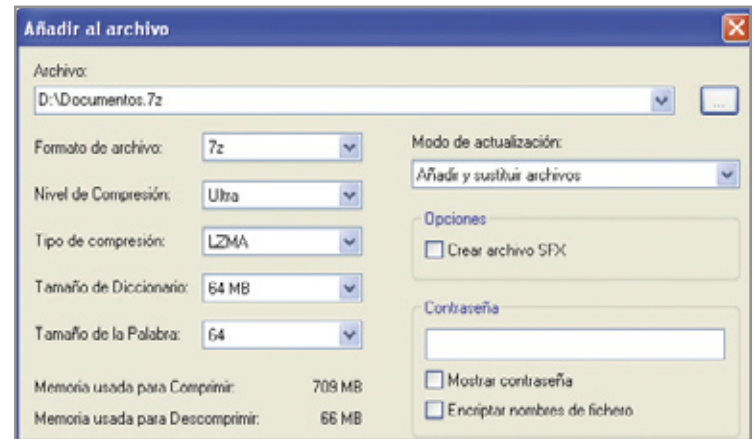 Añadir al archivo
Archivo:
D:\Documentos.7z
...
Formato de archivo:
7z
Nivel de Compresión:
Ultra
Tipo de compresión:
LZMA
Tamaño de Diccionario:
64 MB
Tamaño de la Palabra:
64
Memoria usada para Comprimir:
709 MB
Memoria usada para Descomprimir:
66 MB
Modo de actualización:
Añadir y sustituir archivos
Opciones
Crear archivo SFX
Contraseña
Mostrar contraseña
Encriptar nombres de fichero